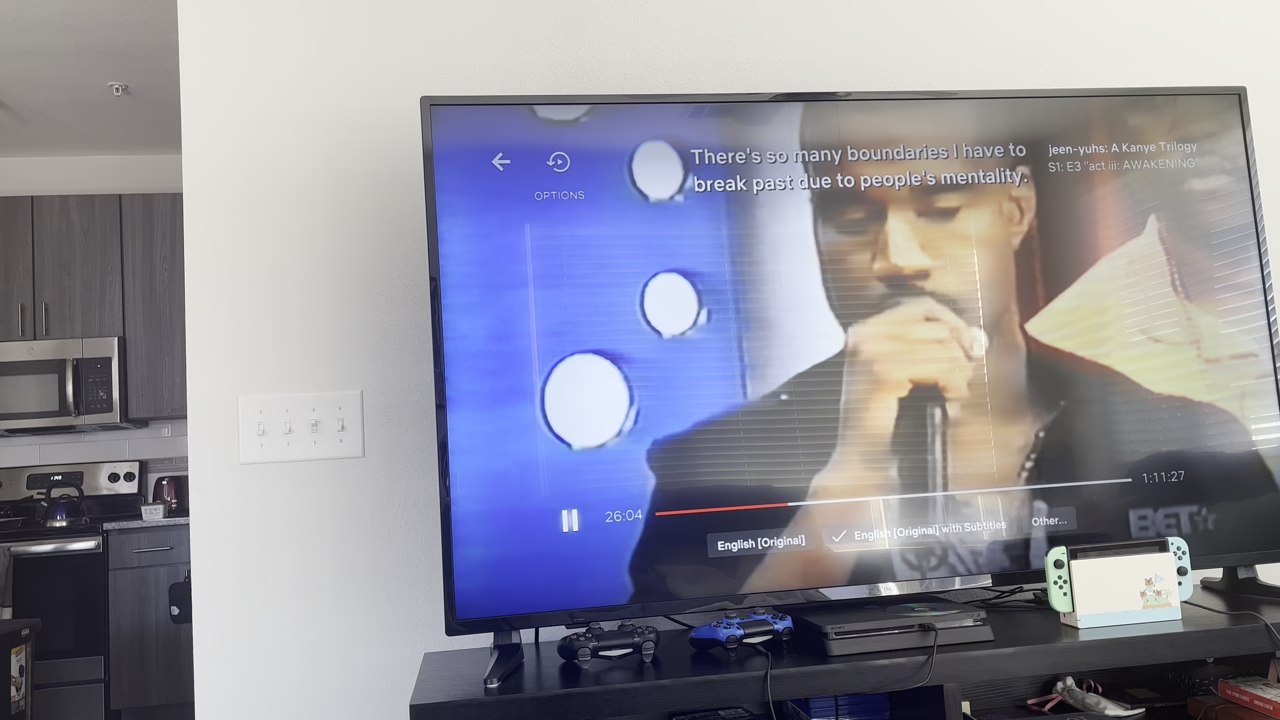 There's so many boundaries I have to
break past due to people's mentality.
jeen-yuhs: A Kanye Trilogy
S1: E3 "act iii: AWAKENING"
OPTIONS
26:04
1:11:27
English [Original]
English [Original] with Subtitles
Other...
BET